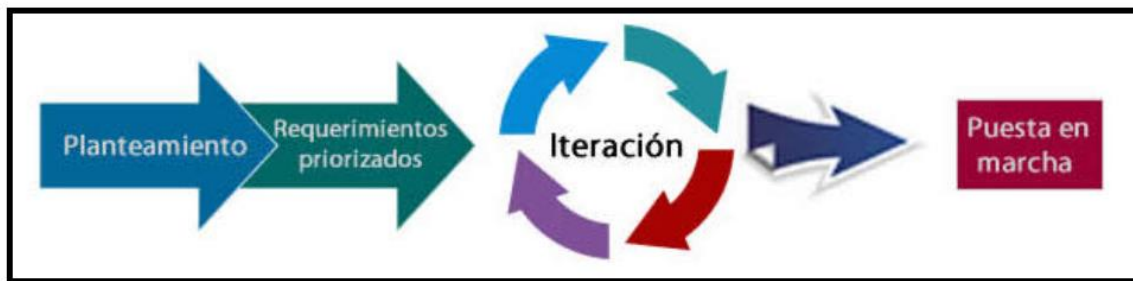 Planteamiento
Requerimientos
priorizados
Iteración
Puesta en
marcha